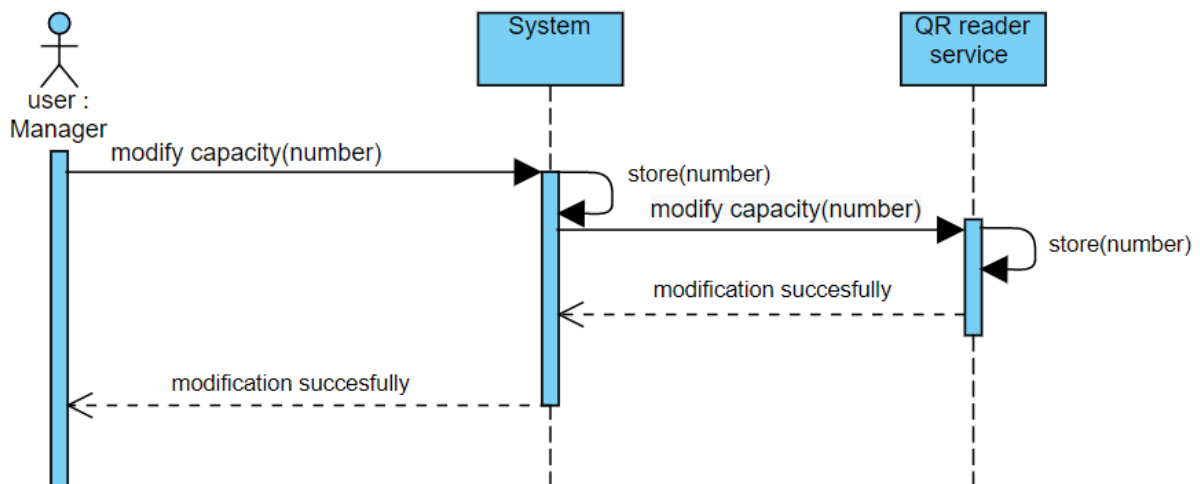 System
QR reader
service
user :
Manager
modify capacity(number)
store(number)
modify capacity(number)
store(number)
modification succesfully
modification succesfully